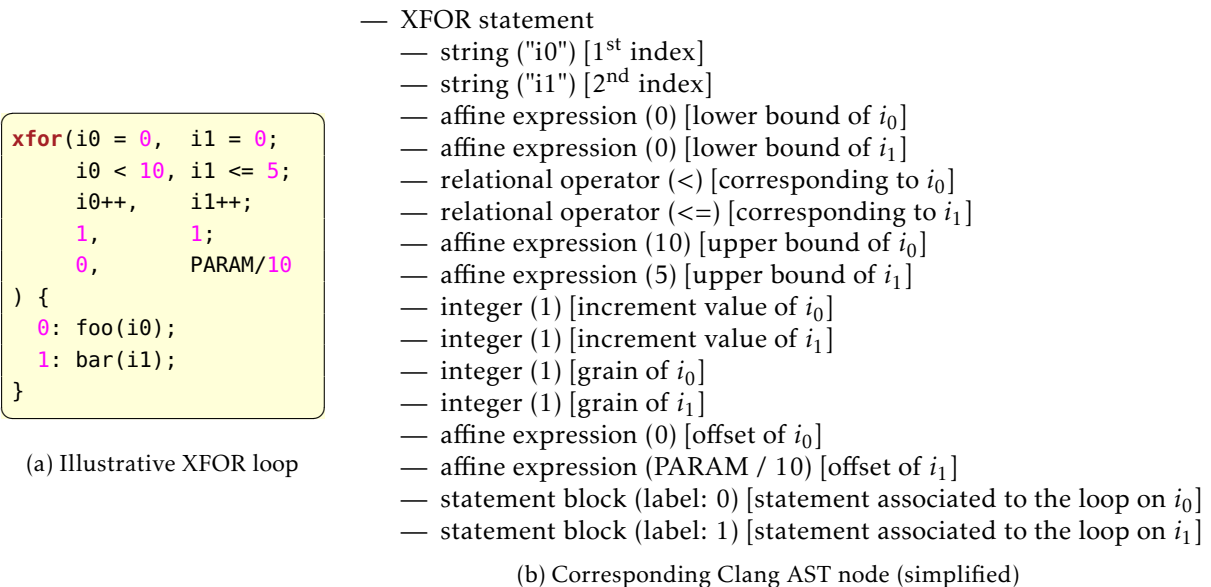 xfor(i0 = 0, i1 = 0;
i0 < 10, i1 <= 5;
i0++, i1++;
1, 1;
0, PARAM/10
) {
0: foo(i0);
1: bar(i1);
}
(a) Illustrative XFOR loop
— XFOR statement
— string ("i0") [1st index]
— string ("i1") [2nd index]
— affine expression (0) [lower bound of i0]
— affine expression (0) [lower bound of i1]
— relational operator (<) [corresponding to i0]
— relational operator (<=) [corresponding to i1]
— affine expression (10) [upper bound of i0]
— affine expression (5) [upper bound of i1]
— integer (1) [increment value of i0]
— integer (1) [increment value of i1]
— integer (1) [grain of i0]
— integer (1) [grain of i1]
— affine expression (0) [offset of i0]
— affine expression (PARAM / 10) [offset of i1]
— statement block (label: 0) [statement associated to the loop on i0]
— statement block (label: 1) [statement associated to the loop on i1]
(b) Corresponding Clang AST node (simplified)